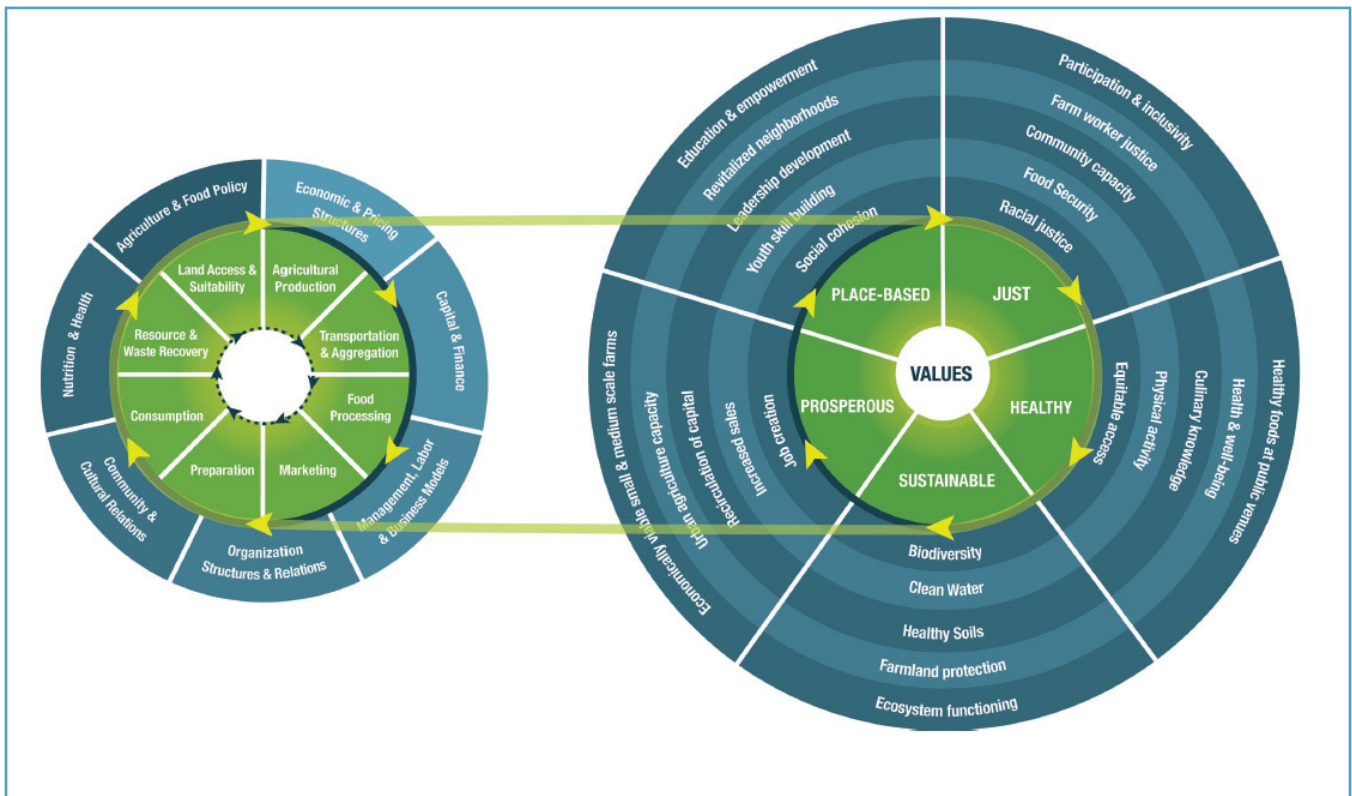 Agriculture & Food Policy
Economic & Pricing
Structures
Capital & Finance
Management, Labor
& Business Models
Organization
Structures & Relations
Community &
Cultural Relations
Nutrition & Health
Land Access &
Suitability
Agricultural
Production
Transportation
& Aggregation
Food
Processing
Marketing
Preparation
Consumption
Resource &
Waste Recovery
Education & empowerment
Revitalized neighborhoods
Leadership development
Youth skill building
Social cohesion
PLACE-BASED
Participation & inclusivity
Farm worker justice
Community capacity
Food Security
Racial justice
JUST
VALUES
Healthy foods at public venues
Health & well-being
Culinary knowledge
Physical activity
Equitable access
HEALTHY
SUSTAINABLE
Biodiversity
Clean Water
Healthy Soils
Farmland protection
Ecosystem functioning
PROSPEROUS
Job creation
Increased sales
Recirculation of capital
Urban agriculture capacity
Economically viable small & medium scale farms